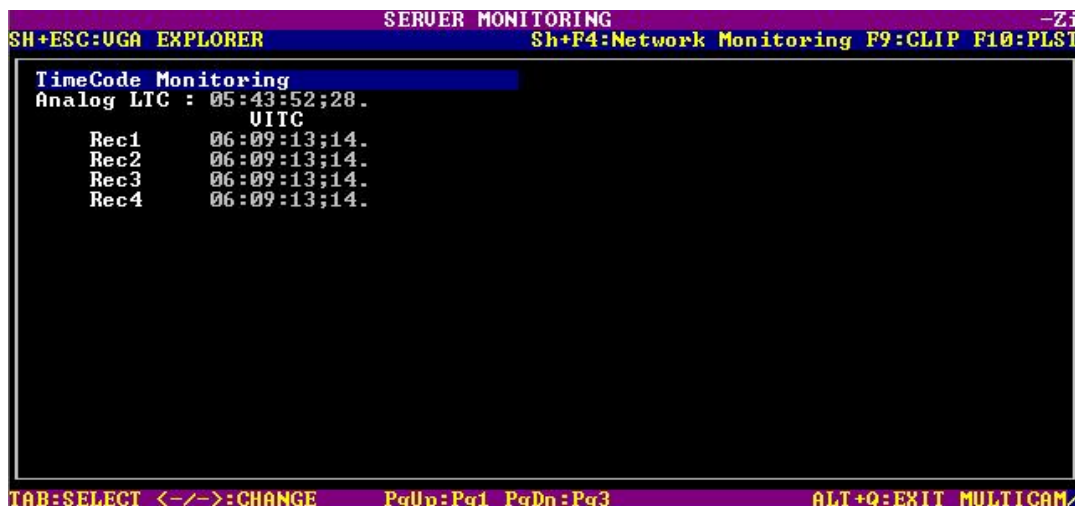 SERVER MONITORING -Zi
SH+ESC:VGA EXPLORER Sh+F4:Network Monitoring F9:CLIP F10:PLST
TimeCode Monitoring
Analog LTC : 05:43:52;28.
VITC
Rec1 06:09:13;14.
Rec2 06:09:13;14.
Rec3 06:09:13;14.
Rec4 06:09:13;14.
TAB:SELECT <-/->:CHANGE PgUp:Pg1 PgDn:Pg3 ALT+Q:EXIT MULTICAM/